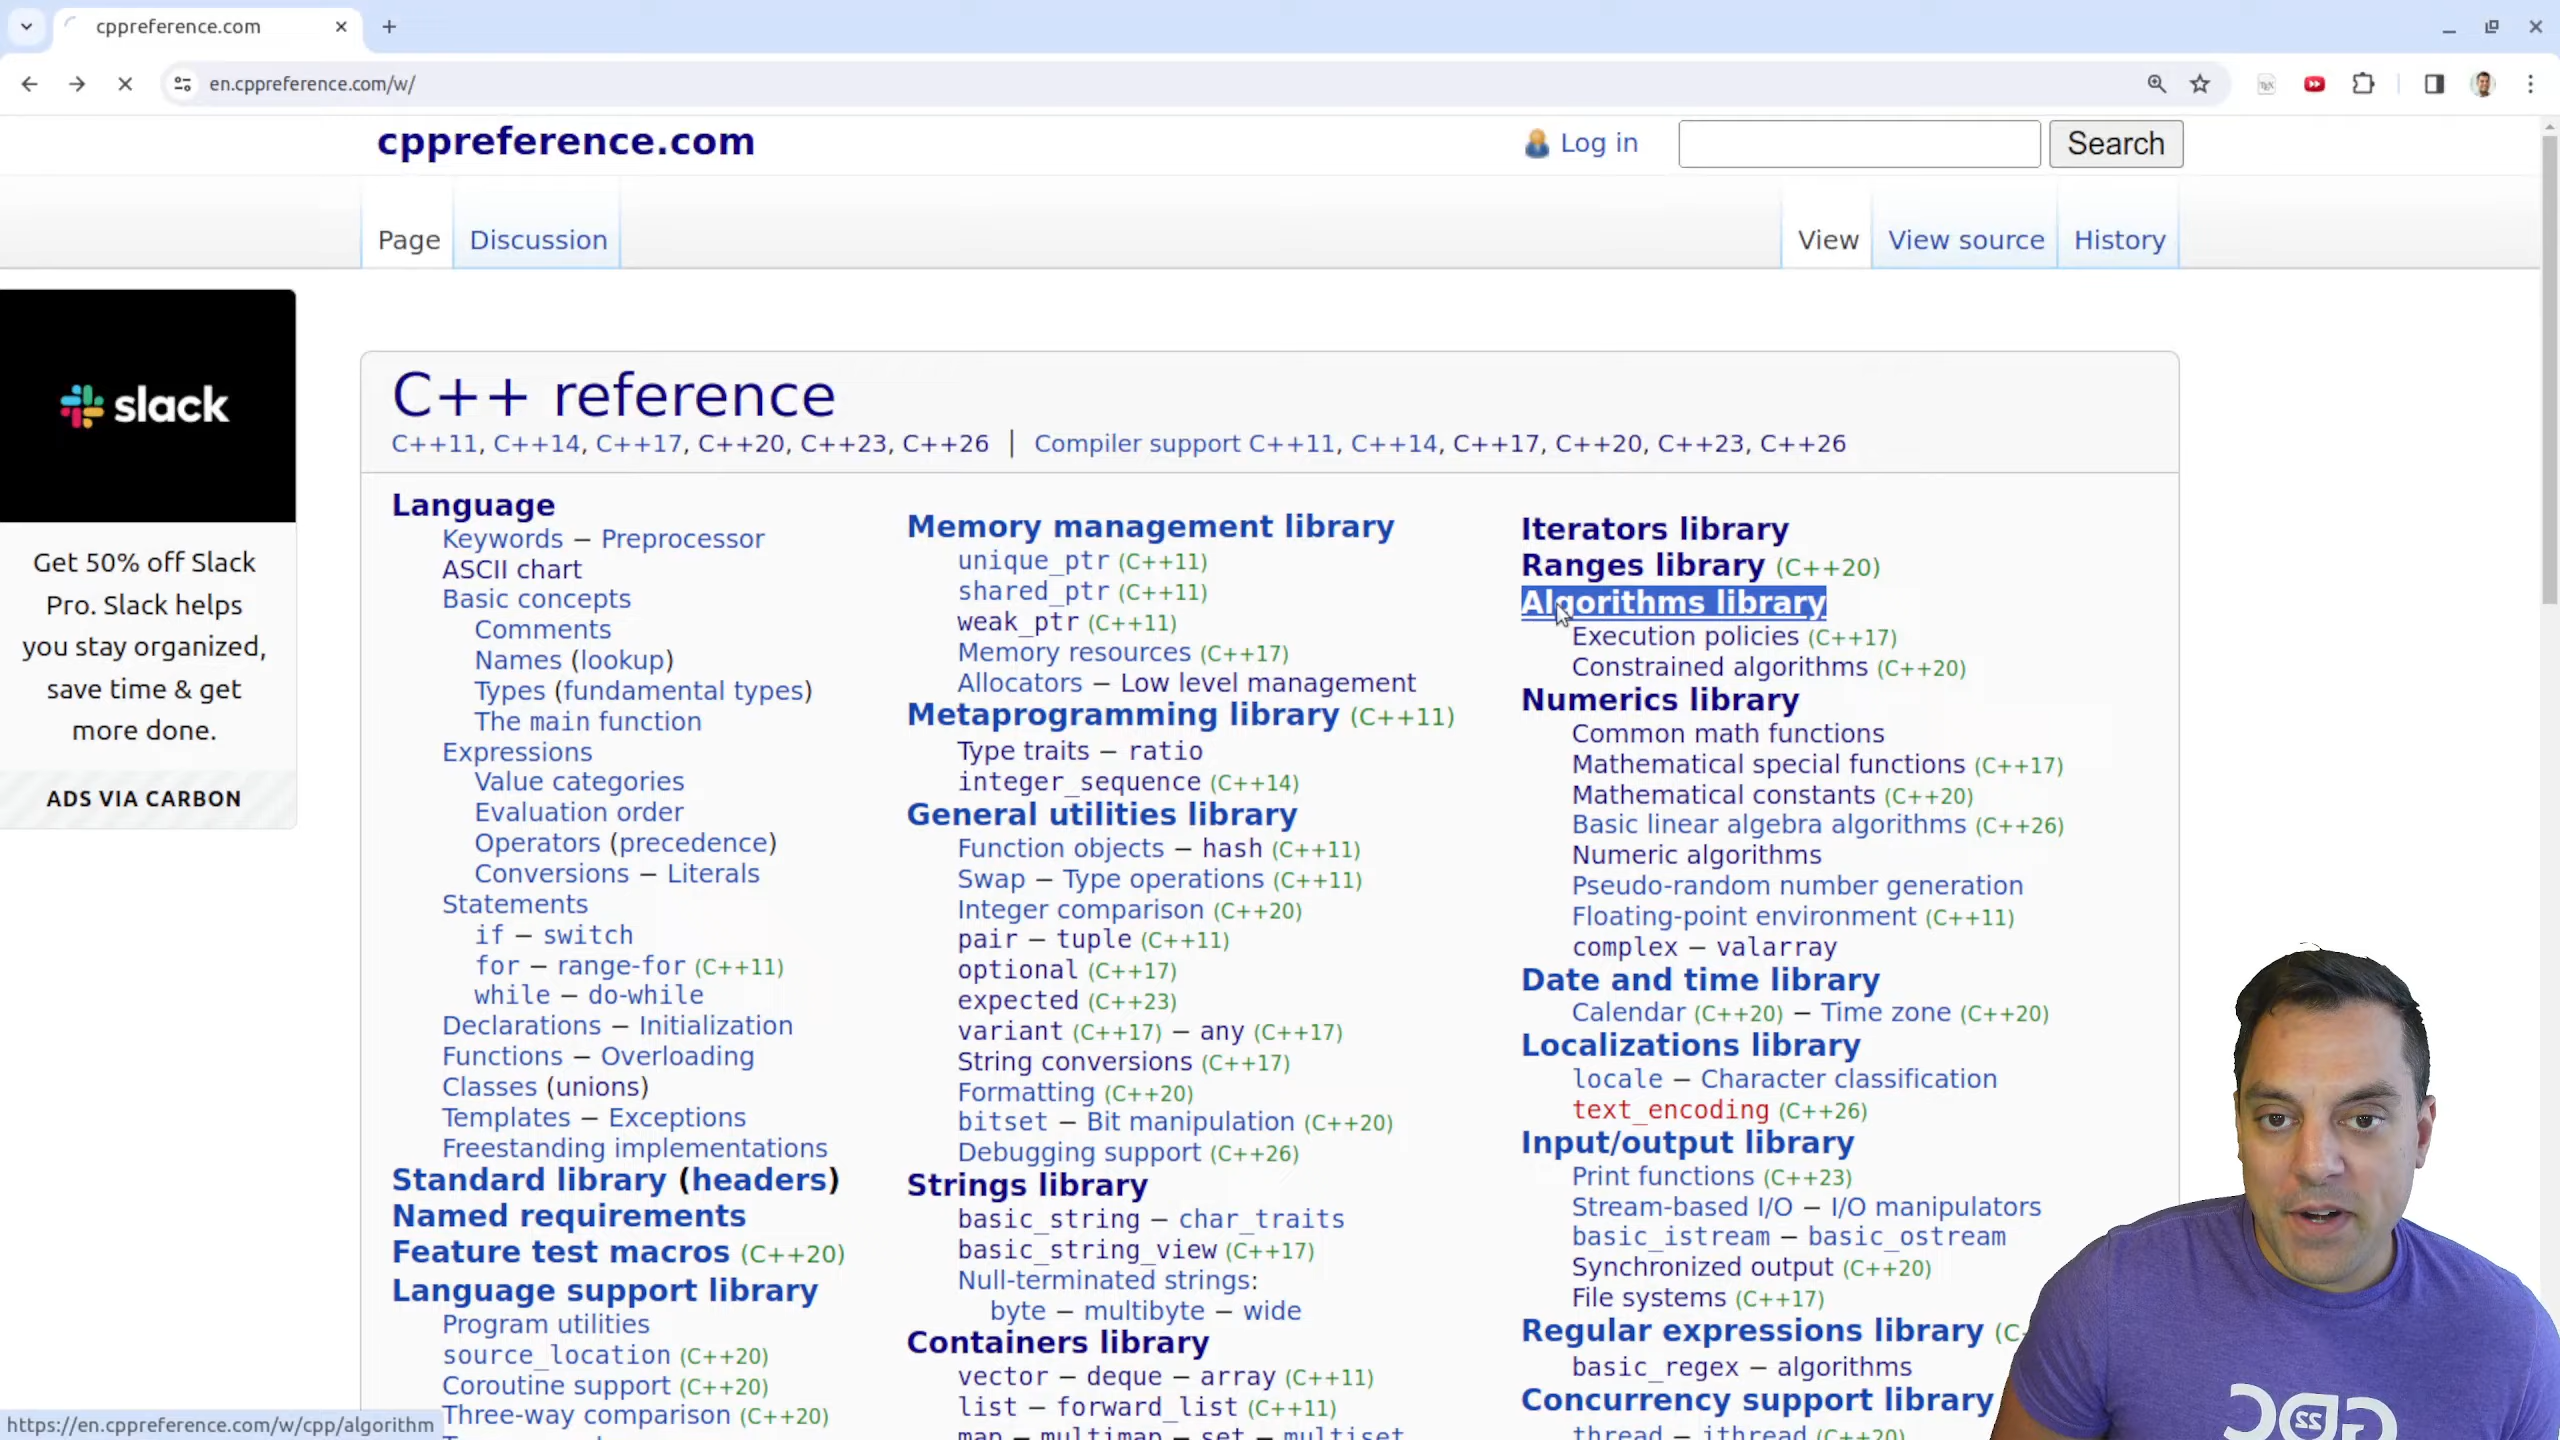 cppreference.com
en.cppreference.com/w/
cppreference.com
Log in
Search
Page
Discussion
View
View source
History
slack
Get 50% off Slack
Pro. Slack helps
you stay organized,
save time & get
more done.
ADS VIA CARBON
C++ reference
C++11, C++14, C++17, C++20, C++23, C++26 | Compiler support C++11, C++14, C++17, C++20, C++23, C++26
Language
Keywords – Preprocessor
ASCII chart
Basic concepts
Comments
Names (lookup)
Types (fundamental types)
The main function
Expressions
Value categories
Evaluation order
Operators (precedence)
Conversions – Literals
Statements
if – switch
for – range-for (C++11)
while – do-while
Declarations – Initialization
Functions – Overloading
Classes (unions)
Templates – Exceptions
Freestanding implementations
Standard library (headers)
Named requirements
Feature test macros (C++20)
Language support library
Program utilities
source_location (C++20)
Coroutine support (C++20)
Three-way comparison (C++20)
Memory management library
unique_ptr (C++11)
shared_ptr (C++11)
weak_ptr (C++11)
Memory resources (C++17)
Allocators – Low level management
Metaprogramming library (C++11)
Type traits – ratio
integer_sequence (C++14)
General utilities library
Function objects – hash (C++11)
Swap – Type operations (C++11)
Integer comparison (C++20)
pair – tuple (C++11)
optional (C++17)
expected (C++23)
variant (C++17) – any (C++17)
String conversions (C++17)
Formatting (C++20)
bitset – Bit manipulation (C++20)
Debugging support (C++26)
Strings library
basic_string – char_traits
basic_string_view (C++17)
Null-terminated strings:
byte – multibyte – wide
Containers library
vector – deque – array (C++11)
list – forward_list (C++11)
map – multimap – set – multiset
Iterators library
Ranges library (C++20)
Algorithms library
Execution policies (C++17)
Constrained algorithms (C++20)
Numerics library
Common math functions
Mathematical special functions (C++17)
Mathematical constants (C++20)
Basic linear algebra algorithms (C++26)
Numeric algorithms
Pseudo-random number generation
Floating-point environment (C++11)
complex – valarray
Date and time library
Calendar (C++20) – Time zone (C++20)
Localizations library
locale – Character classification
text_encoding (C++26)
Input/output library
Print functions (C++23)
Stream-based I/O – I/O manipulators
basic_istream – basic_ostream
Synchronized output (C++20)
File systems (C++17)
Regular expressions library (C
basic_regex – algorithms
Concurrency support library
thread – jthread (C++20)
https://en.cppreference.com/w/cpp/algorithm